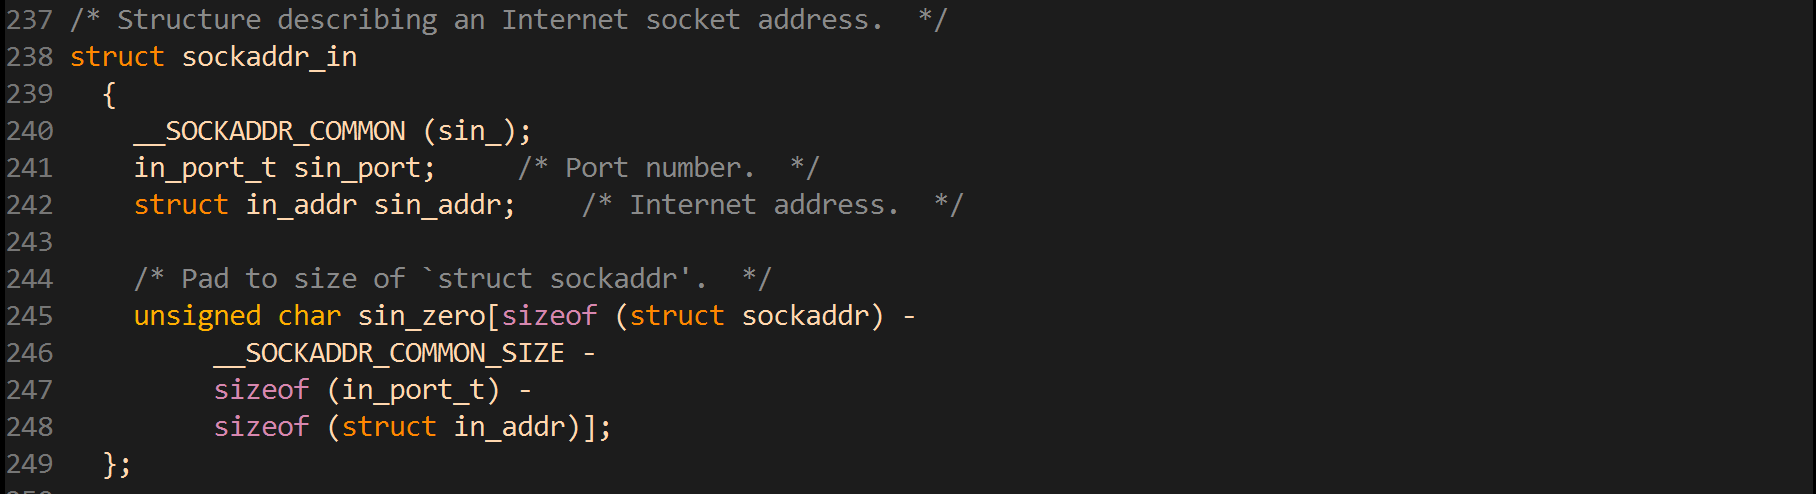 237 /* Structure describing an Internet socket address.  */
238 struct sockaddr_in
239   {
240     __SOCKADDR_COMMON (sin_);
241     in_port_t sin_port;     /* Port number.  */
242     struct in_addr sin_addr;    /* Internet address.  */
243
244     /* Pad to size of `struct sockaddr'.  */
245     unsigned char sin_zero[sizeof (struct sockaddr) -
246          __SOCKADDR_COMMON_SIZE -
247          sizeof (in_port_t) -
248          sizeof (struct in_addr)];
249   };